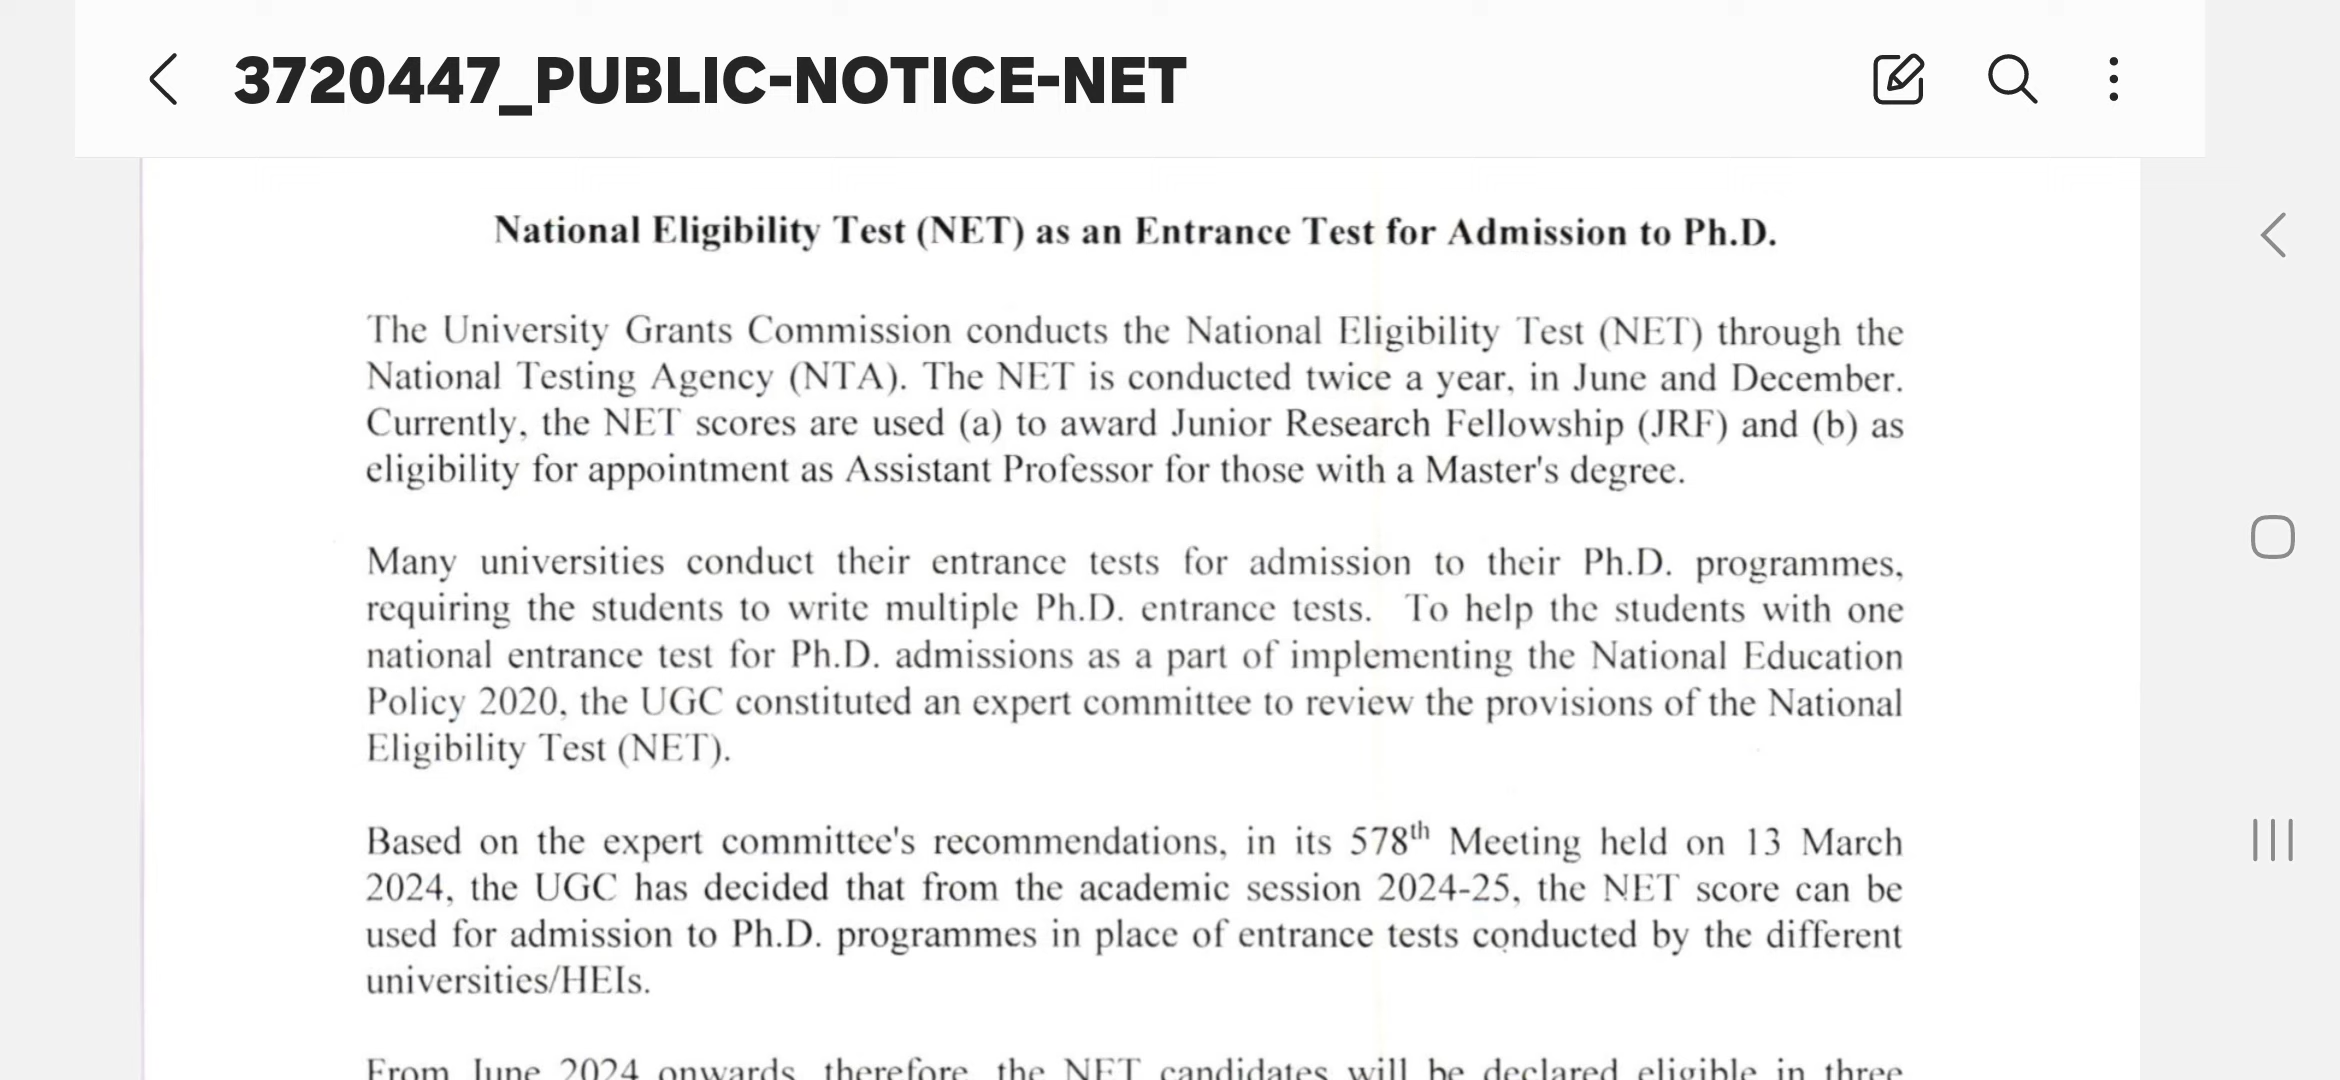 3720447_PUBLIC-NOTICE-NET
National Eligibility Test (NET) as an Entrance Test for Admission to Ph.D.
The University Grants Commission conducts the National Eligibility Test (NET) through the
National Testing Agency (NTA). The NET is conducted twice a year, in June and December.
Currently, the NET scores are used (a) to award Junior Research Fellowship (JRF) and (b) as
eligibility for appointment as Assistant Professor for those with a Master's degree.
Many universities conduct their entrance tests for admission to their Ph.D. programmes,
requiring the students to write multiple Ph.D. entrance tests. To help the students with one
national entrance test for Ph.D. admissions as a part of implementing the National Education
Policy 2020, the UGC constituted an expert committee to review the provisions of the National
Eligibility Test (NET).
Based on the expert committee's recommendations, in its 578th Meeting held on 13 March
2024, the UGC has decided that from the academic session 2024-25, the NET score can be
used for admission to Ph.D. programmes in place of entrance tests conducted by the different
universities/HEIs.
From June 2024 onwards, therefore, the NET candidates will be declared eligible in three